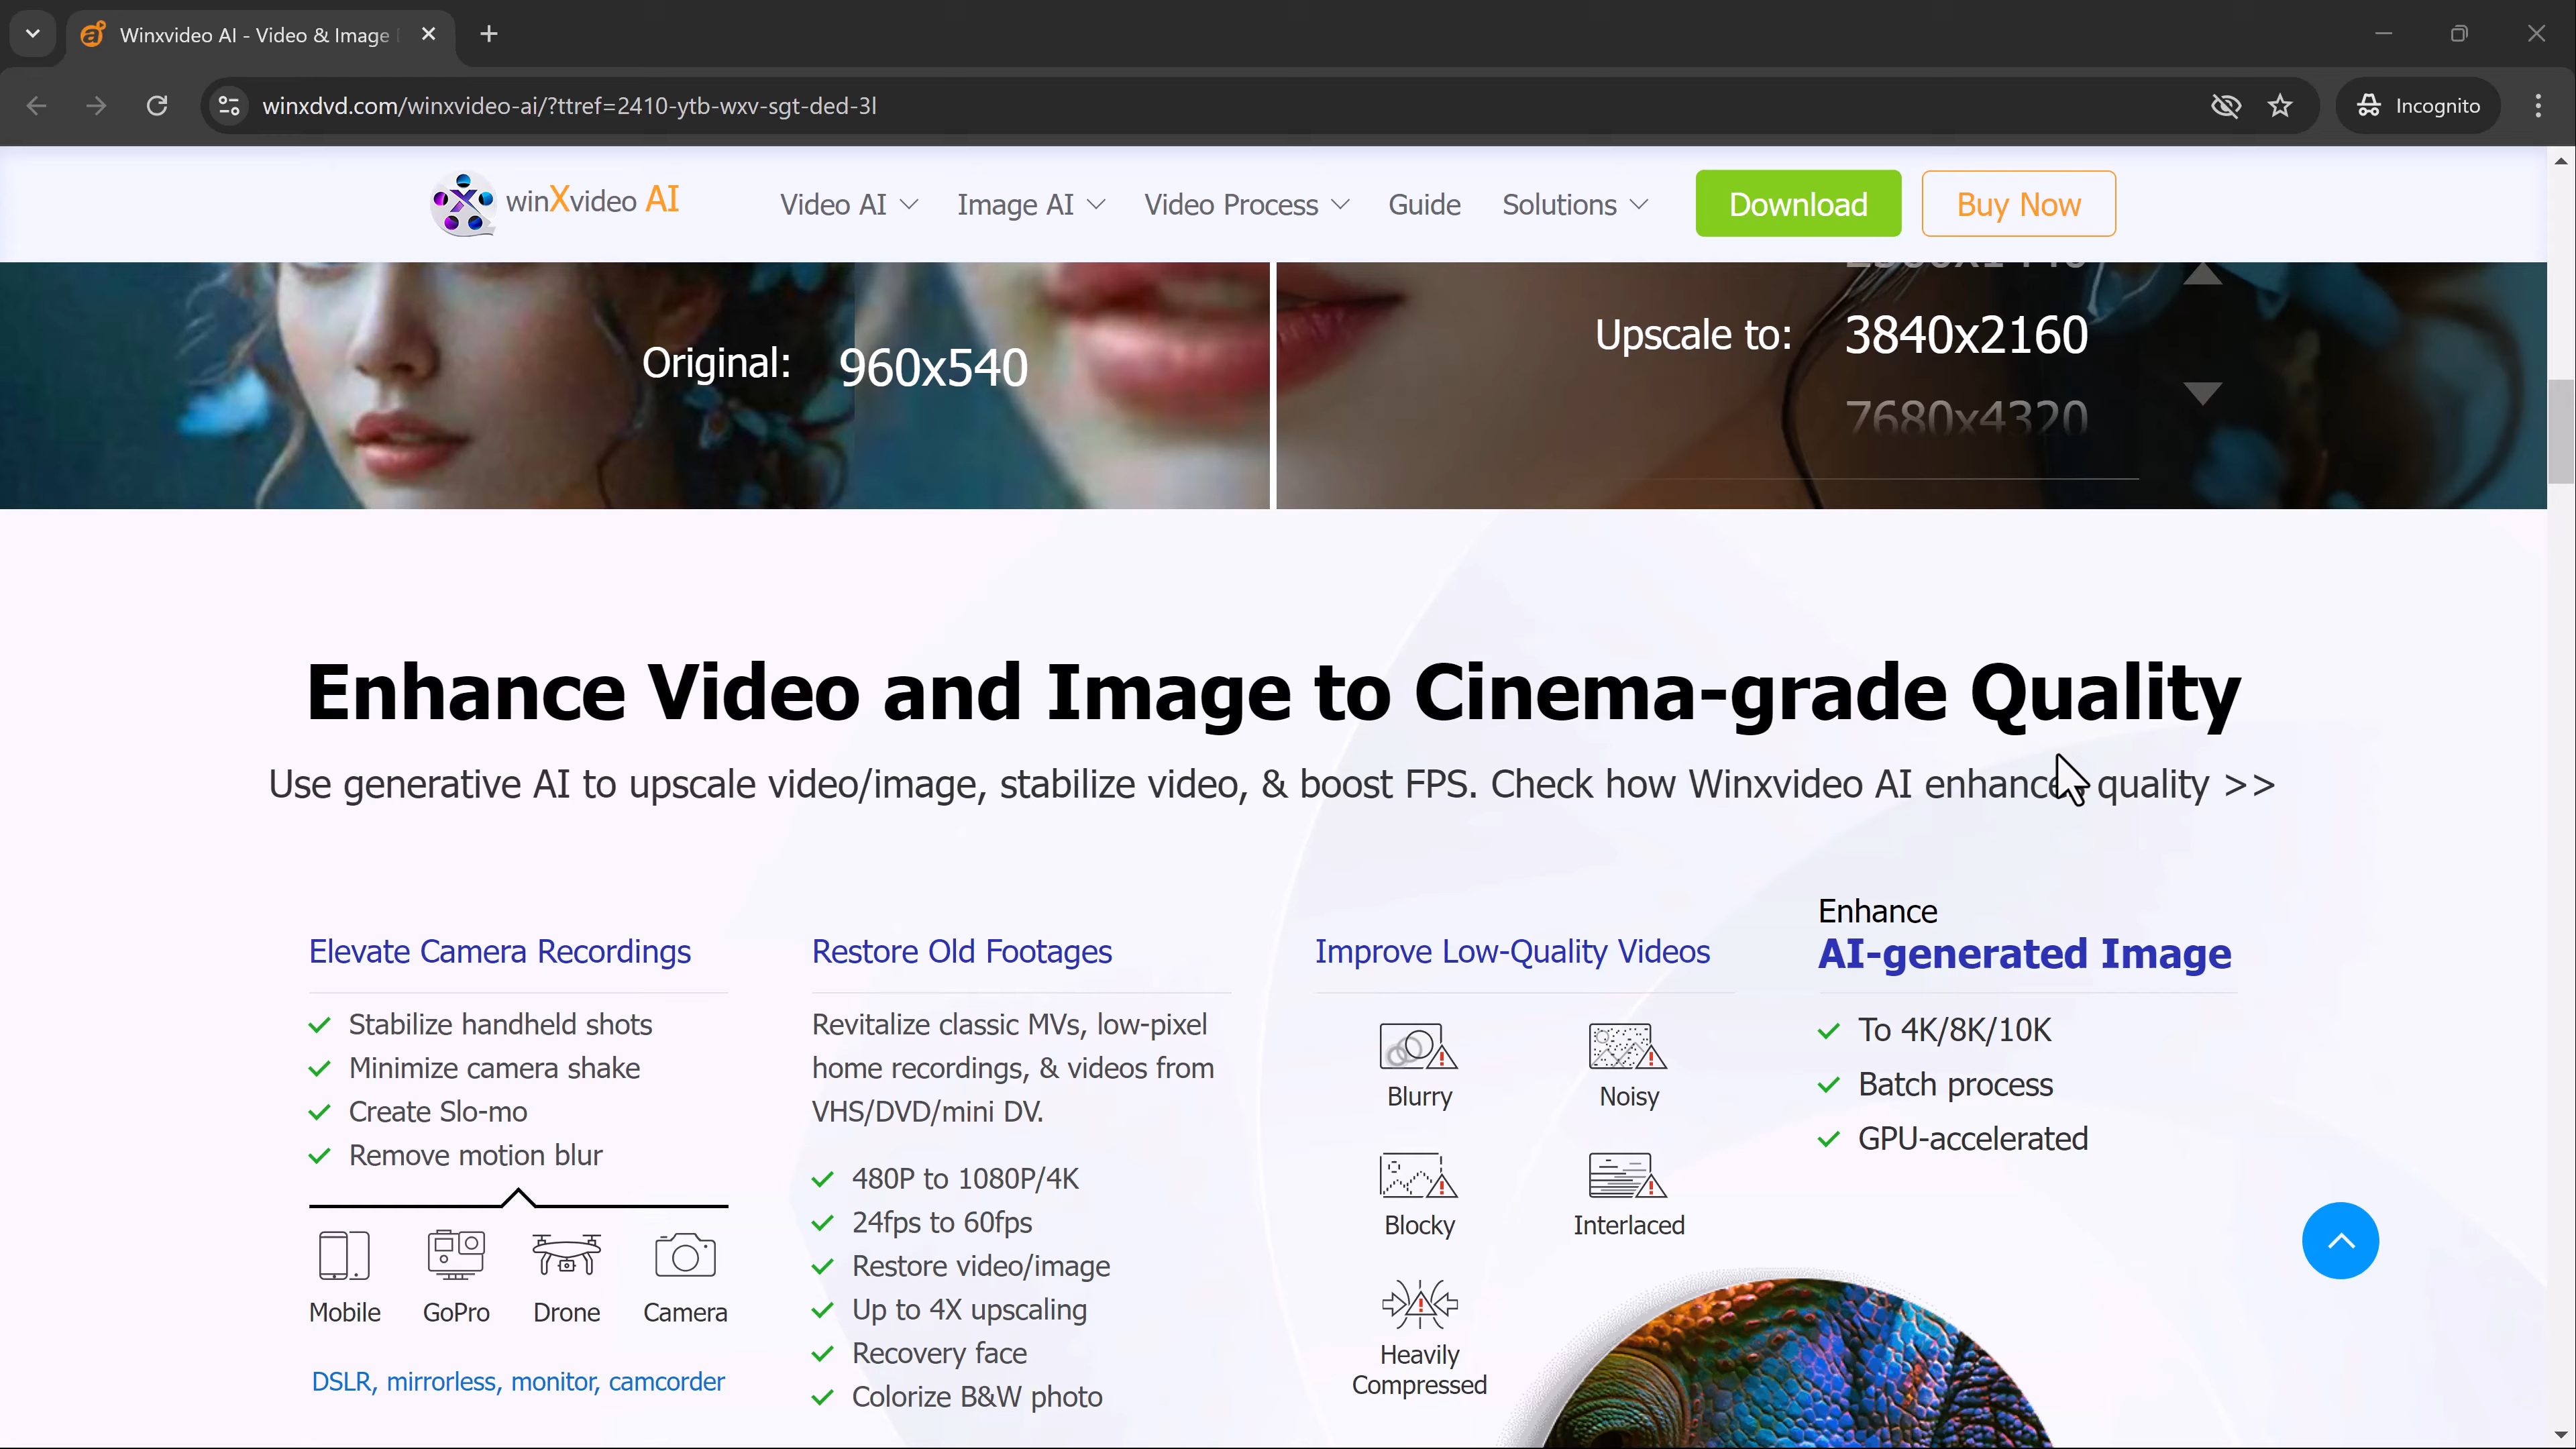 Winxvideo AI - Video & Image
winxdvd.com/winxvideo-ai/?ttref=2410-ytb-wxv-sgt-ded-3l
Incognito
winXvideo AI
Video AI
Image AI
Video Process
Guide
Solutions
Download
Buy Now
Original: 960x540
Upscale to: 3840x2160
7680x4320
Enhance Video and Image to Cinema-grade Quality
Use generative AI to upscale video/image, stabilize video, & boost FPS. Check how Winxvideo AI enhances quality >>
Elevate Camera Recordings
Stabilize handheld shots
Minimize camera shake
Create Slo-mo
Remove motion blur
Mobile
GoPro
Drone
Camera
DSLR, mirrorless, monitor, camcorder
Restore Old Footages
Revitalize classic MVs, low-pixel
home recordings, & videos from
VHS/DVD/mini DV.
480P to 1080P/4K
24fps to 60fps
Restore video/image
Up to 4X upscaling
Recovery face
Colorize B&W photo
Improve Low-Quality Videos
Blurry
Noisy
Blocky
Interlaced
Heavily
Compressed
Enhance
AI-generated Image
To 4K/8K/10K
Batch process
GPU-accelerated